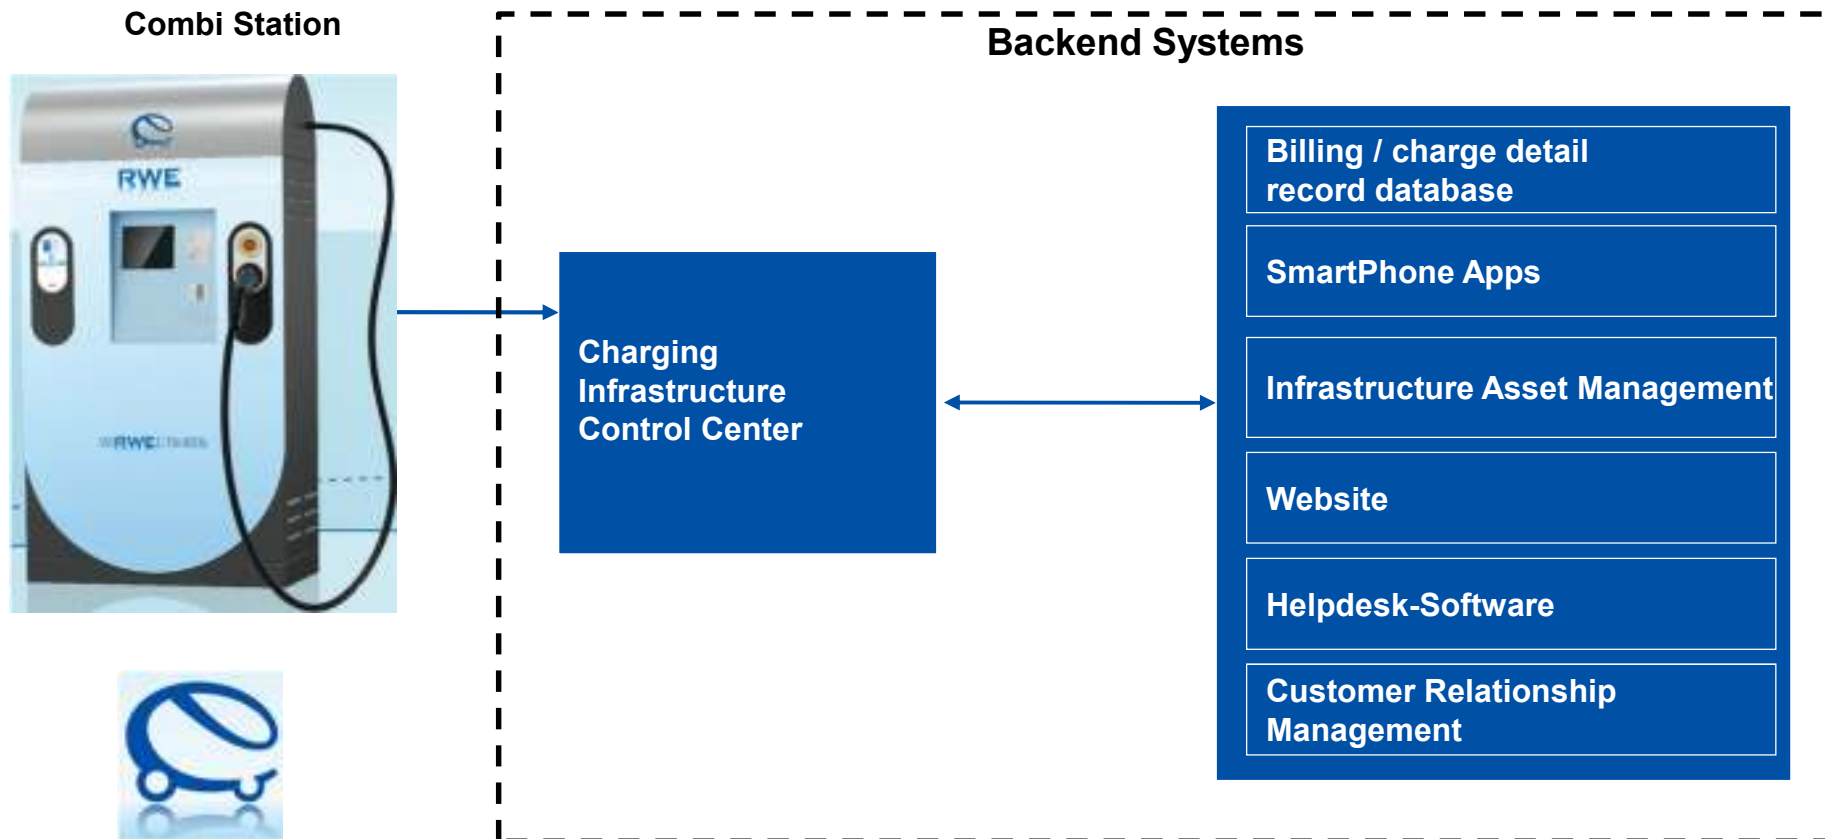 Combi Station
Backend Systems
RWE
RWE
Charging
Infrastructure
Control Center
Billing / charge detail
record database
SmartPhone Apps
Infrastructure Asset Management
Website
Helpdesk-Software
Customer Relationship
Management